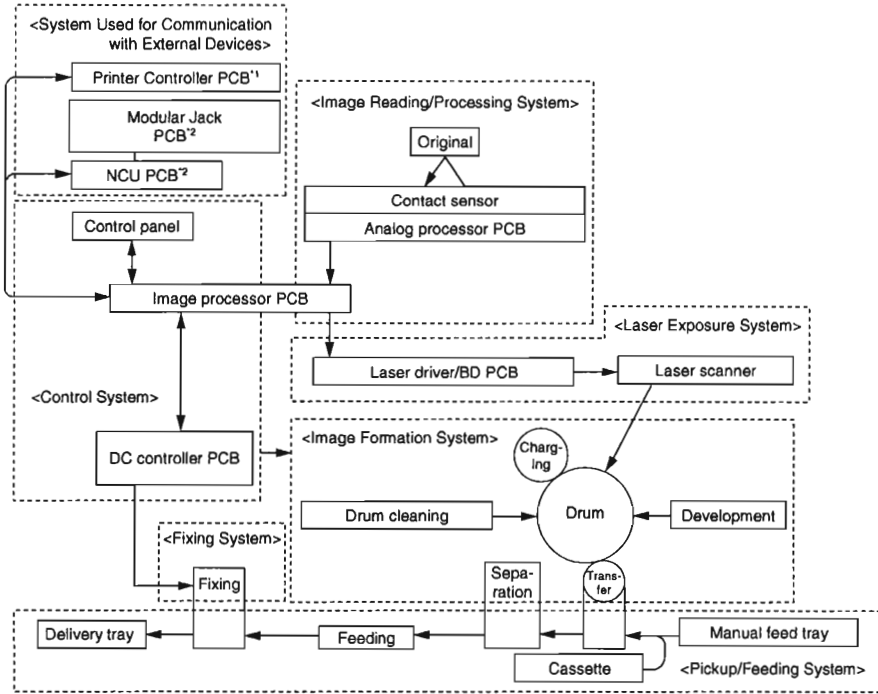 <System Used for Communication
with External Devices>
Printer Controller PCB*1
Modular Jack
PCB*2
NCU PCB*2
<Image Reading/Processing System>
Original
Contact sensor
Analog processor PCB
Control panel
Image processor PCB
<Laser Exposure System>
Laser driver/BD PCB
Laser scanner
<Control System>
DC controller PCB
<Image Formation System>
Charg-
ing
Drum cleaning
Drum
Development
<Fixing System>
Fixing
Sepa-
ration
Trans-
fer
Delivery tray
Feeding
Manual feed tray
Cassette
<Pickup/Feeding System>